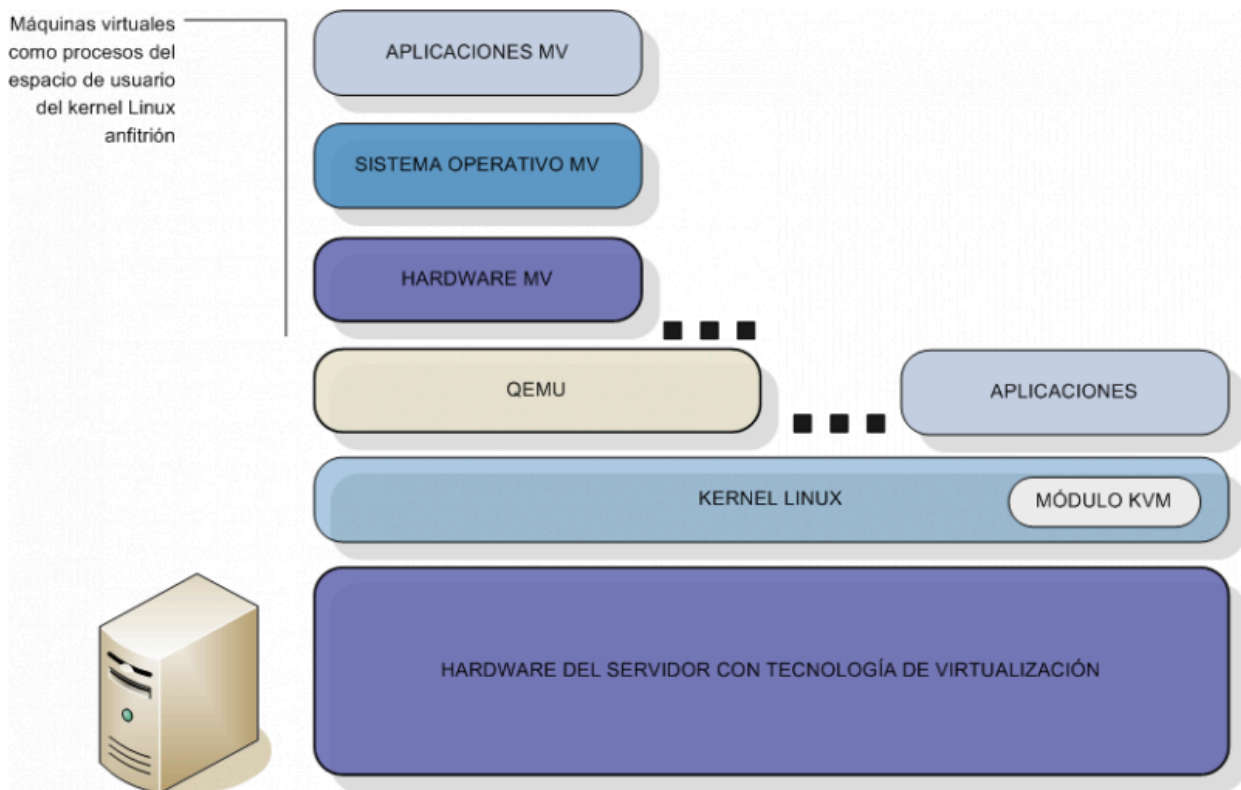 Máquinas virtuales
como procesos del
espacio de usuario
del kernel Linux
anfitrión
APLICACIONES MV
SISTEMA OPERATIVO MV
HARDWARE MV
QEMU
APLICACIONES
KERNEL LINUX
MÓDULO KVM
HARDWARE DEL SERVIDOR CON TECNOLOGÍA DE VIRTUALIZACIÓN